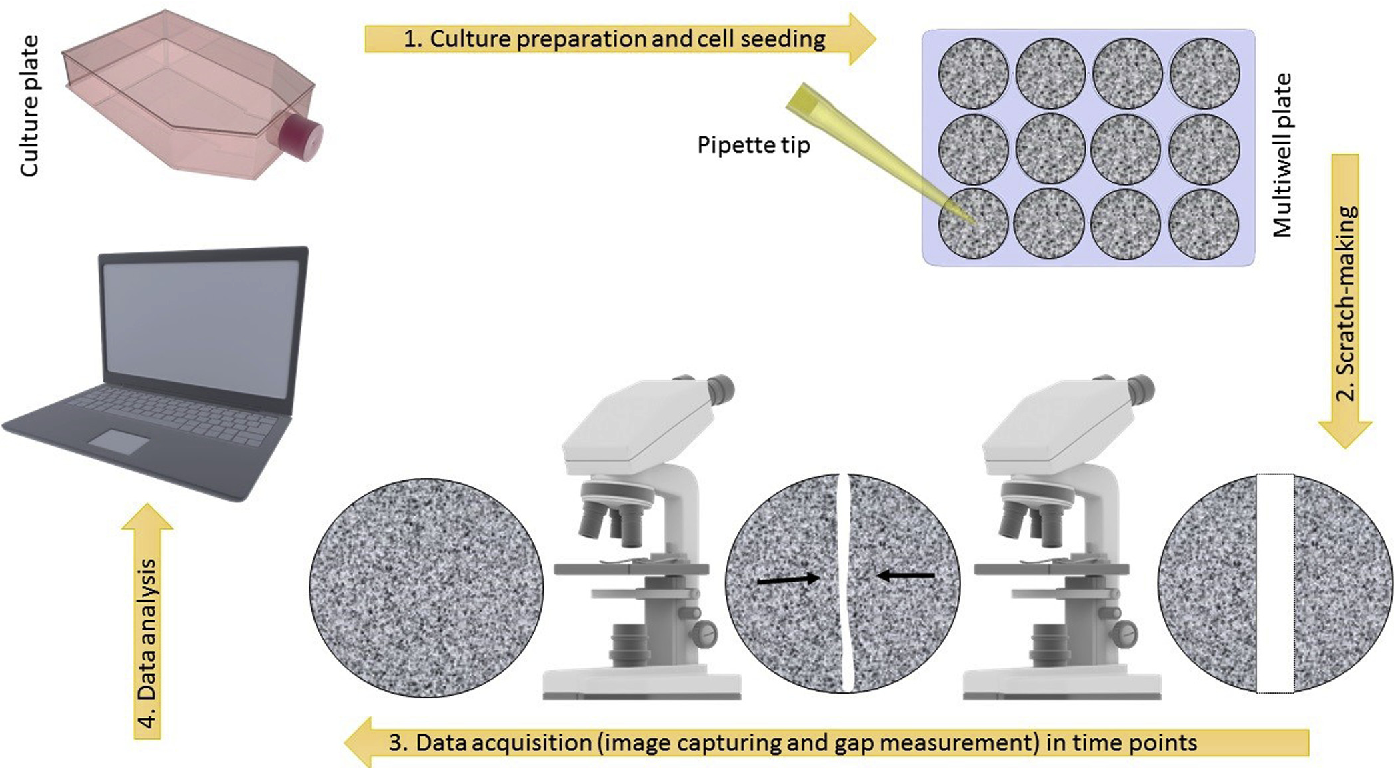 Culture plate
1. Culture preparation and cell seeding
Pipette tip
Multiwell plate
2. Scratch-making
3. Data acquisition (image capturing and gap measurement) in time points
4. Data analysis